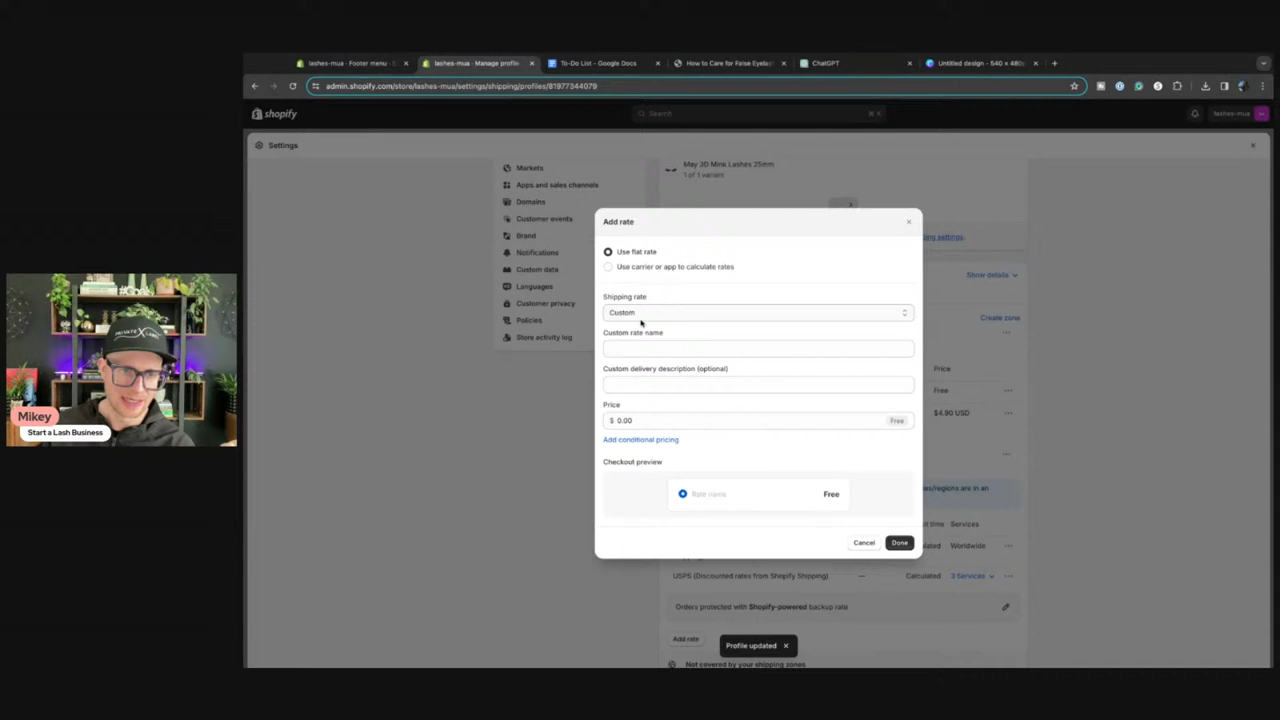 lashes-mua · Footer menu · S
lashes-mua · Manage profile
To-Do List - Google Docs
How to Care for False Eyelash
ChatGPT
Untitled design - 540 × 480p
admin.shopify.com/store/lashes-mua/settings/shipping/profiles/81977344079
shopify
Search
⌘ K
lashes-mua
Settings
Markets
Apps and sales channels
Domains
Customer events
Brand
Notifications
Custom data
Languages
Customer privacy
Policies
Store activity log
May 3D Mink Lashes 25mm
1 of 1 variant
Add rate
Use flat rate
Use carrier or app to calculate rates
Shipping rate
Custom
Custom rate name
Custom delivery description (optional)
Price
$ 0.00
Free
Add conditional pricing
Checkout preview
Rate name
Free
Cancel
Done
settings
Show details
Create zone
Price
Free
$4.90 USD
as/regions are in an
it time
Services
Worldwide
USPS (Discounted rates from Shopify Shipping)
—
Calculated
3 Services
Orders protected with Shopify-powered backup rate
Add rate
Profile updated
Not covered by your shipping zones
PRIVATE X LABEL
Mikey
Start a Lash Business